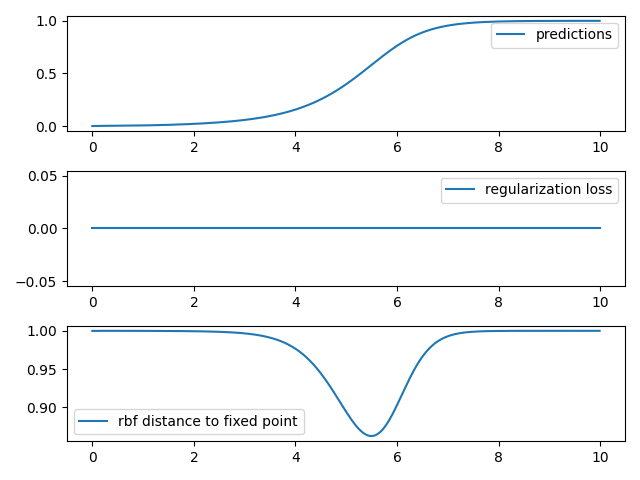 1.0
predictions
0.5
0.0
0 2 4 6 8 10
0.05
regularization loss
0.00
−0.05
0 2 4 6 8 10
1.00
0.95
0.90
rbf distance to fixed point
0 2 4 6 8 10